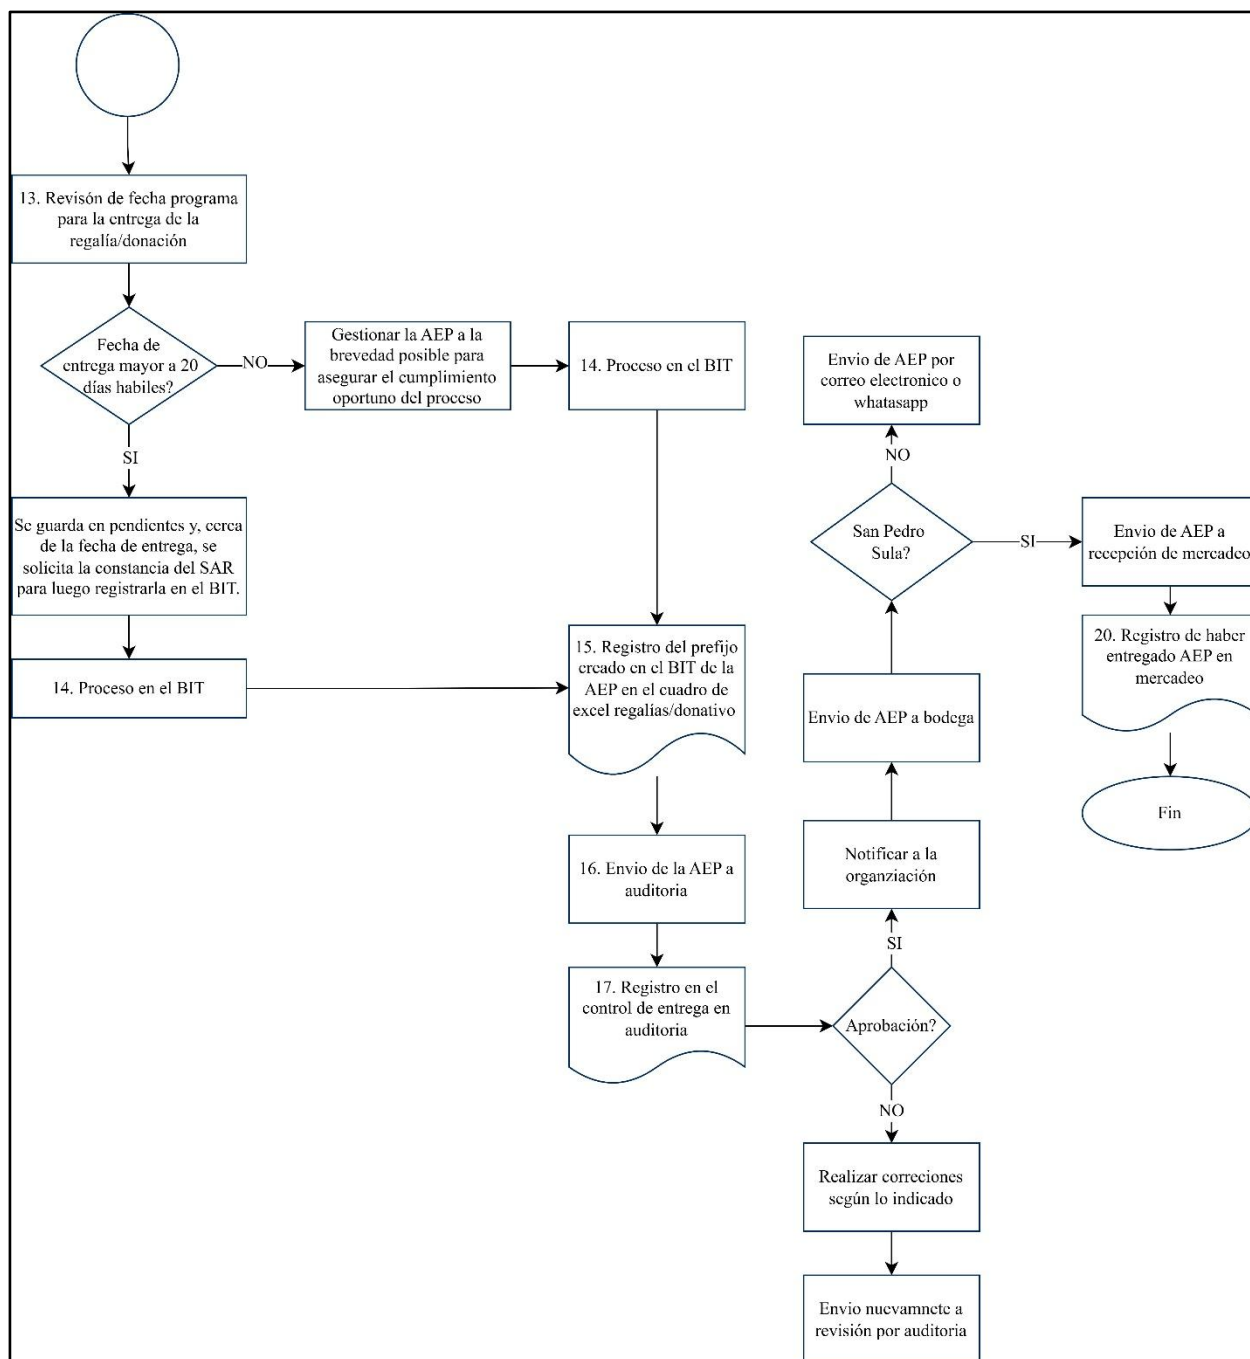 13. Revisón de fecha programa
para la entrega de la
regalía/donación
Fecha de
entrega mayor a 20
días habiles?
NO
Gestionar la AEP a la
brevedad posible para
asegurar el cumplimiento
oportuno del proceso
14. Proceso en el BIT
SI
Se guarda en pendientes y, cerca
de la fecha de entrega, se
solicita la constancia del SAR
para luego registrarla en el BIT.
14. Proceso en el BIT
15. Registro del prefijo
creado en el BIT de la
AEP en el cuadro de
excel regalías/donativo
16. Envio de la AEP a
auditoria
17. Registro en el
control de entrega en
auditoria
Aprobación?
SI
Notificar a la
organziación
Envio de AEP a bodega
San Pedro
Sula?
NO
Envio de AEP por
correo electronico o
whatasapp
SI
Envio de AEP a
recepción de mercadeo
20. Registro de haber
entregado AEP en
mercadeo
Fin
NO
Realizar correciones
según lo indicado
Envio nuevamnete a
revisión por auditoria